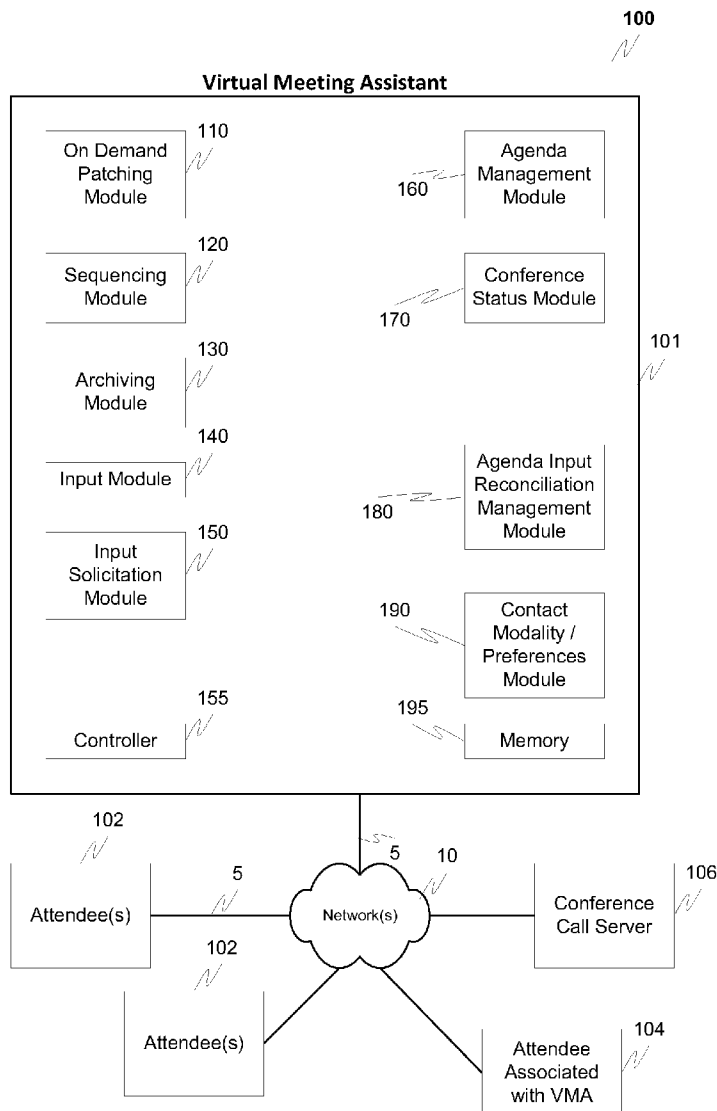 100
Virtual Meeting Assistant
110
On Demand
Patching
Module
160
Agenda
Management
Module
120
Sequencing
Module
170
Conference
Status Module
101
130
Archiving
Module
140
Input Module
180
Agenda Input
Reconciliation
Management
Module
150
Input
Solicitation
Module
190
Contact
Modality /
Preferences
Module
155
Controller
195
Memory
102
Attendee(s)
5
5
10
Network(s)
106
Conference
Call Server
102
Attendee(s)
104
Attendee
Associated
with VMA